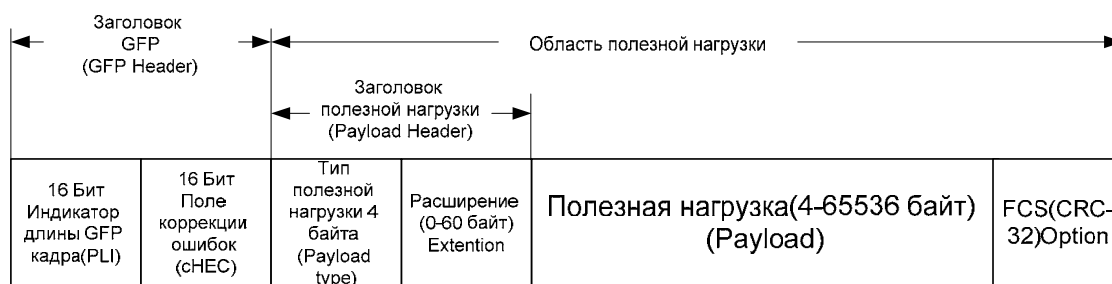 Заголовок
GFP
(GFP Header)
Область полезной нагрузки
Заголовок
полезной нагрузки
(Payload Header)
16 Бит
Индикатор
длины GFP
кадра(PLI)
16 Бит
Поле
коррекции
ошибок
(cHEC)
Тип
полезной
нагрузки 4
байта
(Payload
type)
Расширение
(0-60 байт)
Extention
Полезная нагрузка(4-65536 байт)
(Payload)
FCS(CRC-
32)Option